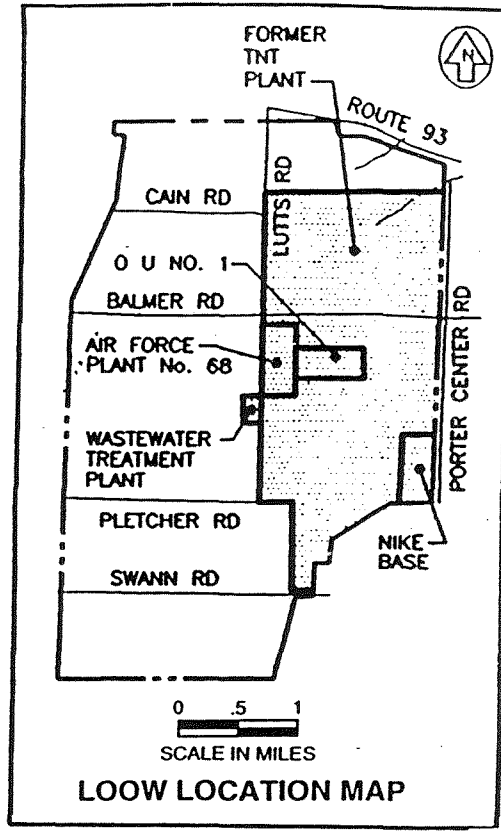 FORMER
TNT
PLANT
N
ROUTE 93
LUTTS RD
CAIN RD
O U NO. 1
BALMER RD
AIR FORCE
PLANT No. 68
PORTER CENTER RD
WASTEWATER
TREATMENT
PLANT
PLETCHER RD
NIKE
BASE
SWANN RD
0 .5 1
SCALE IN MILES
LOOW LOCATION MAP